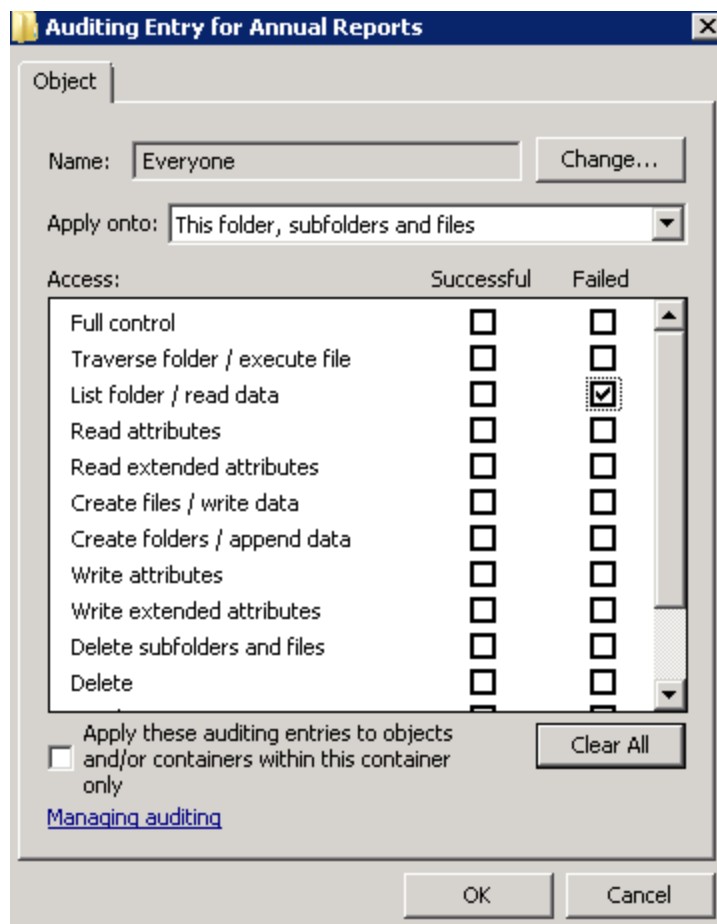 Auditing Entry for Annual Reports
Object
Name: Everyone Change...
Apply onto: This folder, subfolders and files
Access: Successful Failed
Full control
Traverse folder / execute file
List folder / read data
Read attributes
Read extended attributes
Create files / write data
Create folders / append data
Write attributes
Write extended attributes
Delete subfolders and files
Delete
Apply these auditing entries to objects
and/or containers within this container
only
Clear All
Managing auditing
OK Cancel